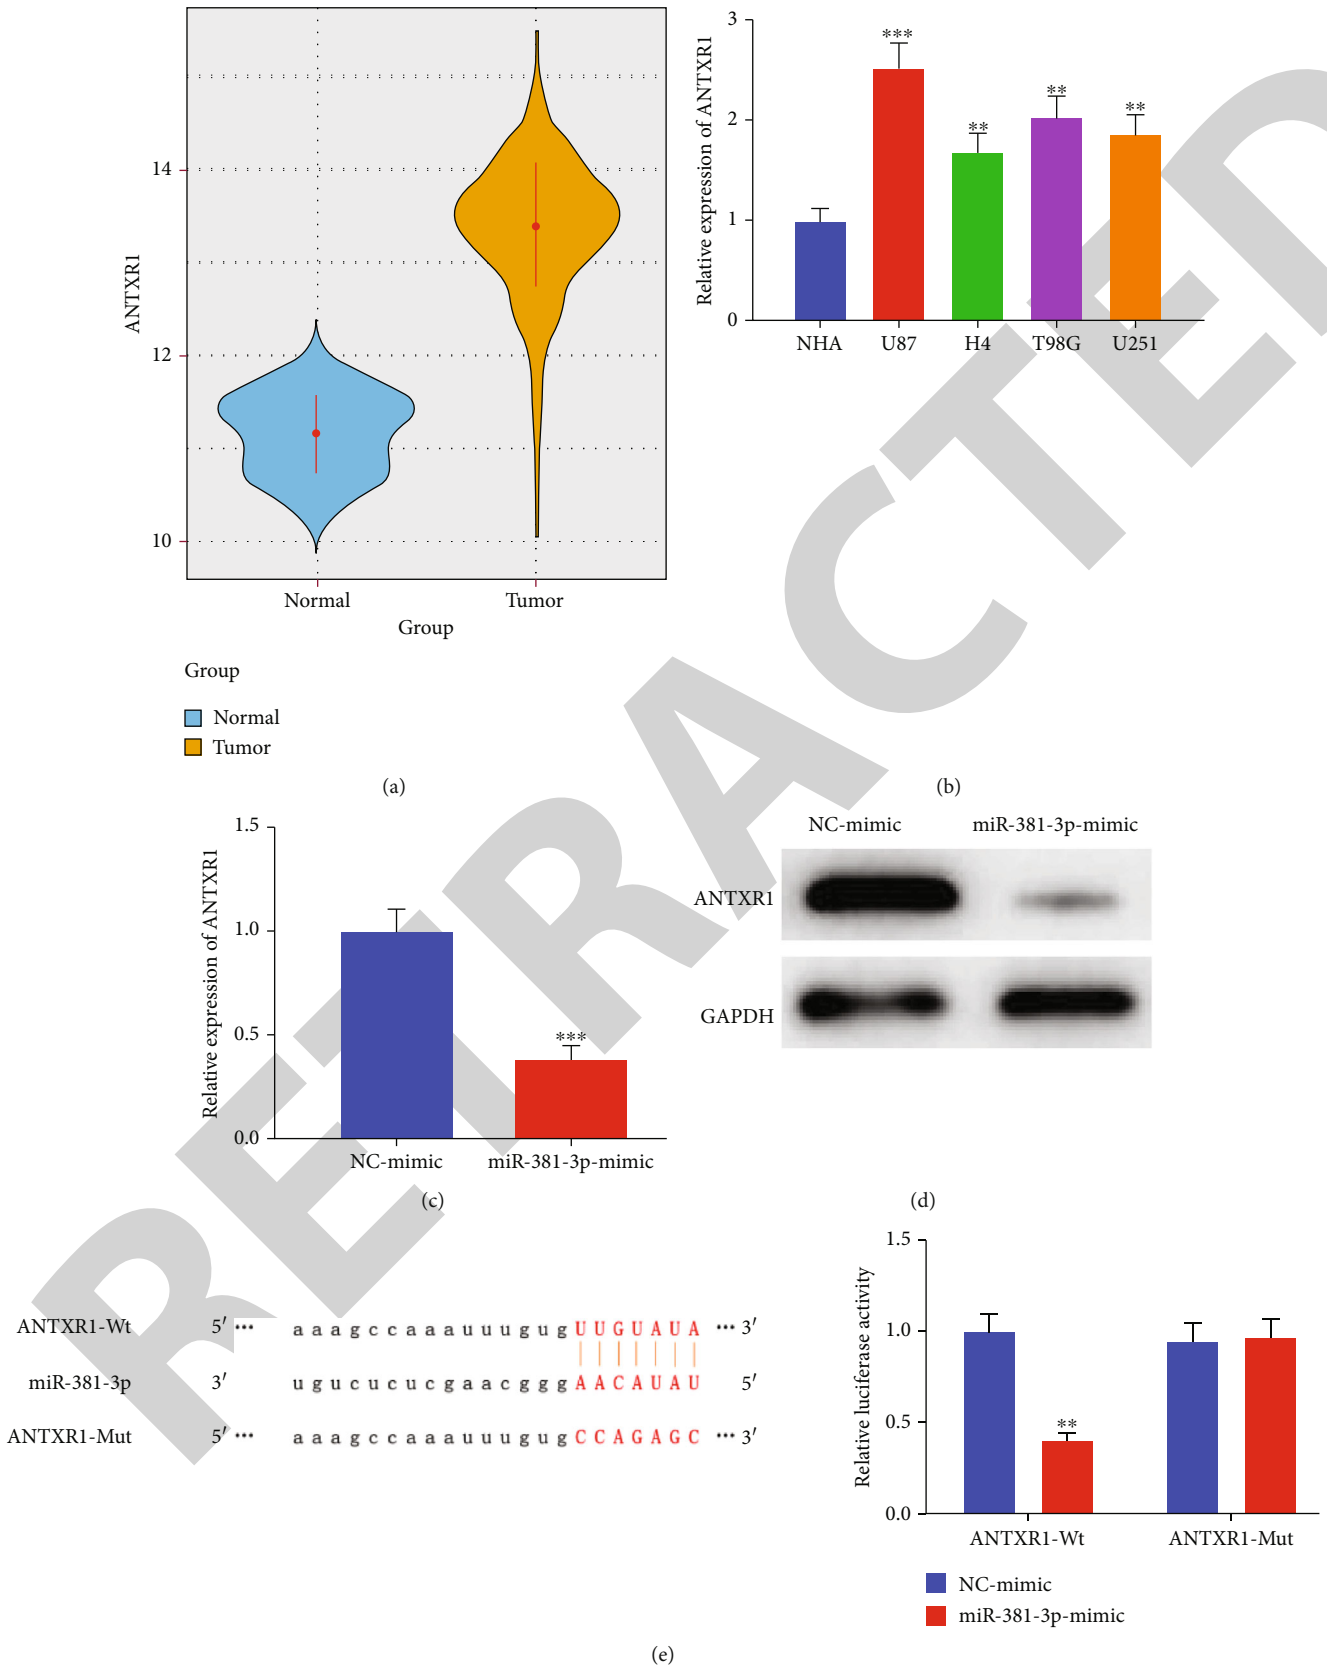 ANTXR1
14
12
10
Normal Tumor
Group
Group
Normal
Tumor
(a)
Relative expression of ANTXR1
3
2
1
0
***
**
**
**
NHA U87 H4 T98G U251
(b)
Relative expression of ANTXR1
1.5
1.0
0.5
0.0
***
NC-mimic miR-381-3p-mimic
(c)
NC-mimic miR-381-3p-mimic
ANTXR1
GAPDH
(d)
ANTXR1-Wt 5′ ··· a a a g c c a a a u u u g u g U U G U A U A ··· 3′
miR-381-3p 3′ u g u c u c u c g a a c g g g A A C A U A U 5′
ANTXR1-Mut 5′ ··· a a a g c c a a a u u u g u g C C A G A G C ··· 3′
Relative luciferase activity
1.5
1.0
0.5
0.0
**
ANTXR1-Wt ANTXR1-Mut
NC-mimic
miR-381-3p-mimic
(e)
RETRACTED